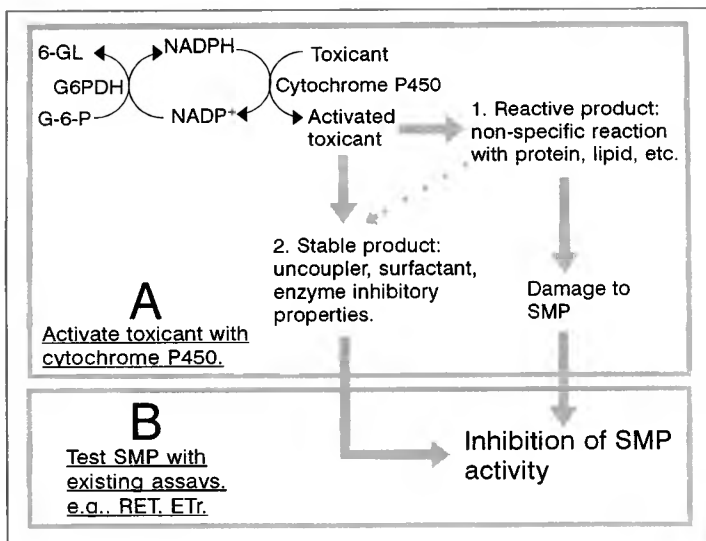 6-GL
NADPH
Toxicant
G6PDH
Cytochrome P450
G-6-P
NADP+
Activated
toxicant
1. Reactive product:
non-specific reaction
with protein, lipid, etc.
2. Stable product:
uncoupler, surfactant,
enzyme inhibitory
properties.
Damage to
SMP
A
Activate toxicant with
cytochrome P450.
B
Test SMP with
existing assays.
e.g., RET, ETr.
Inhibition of SMP
activity